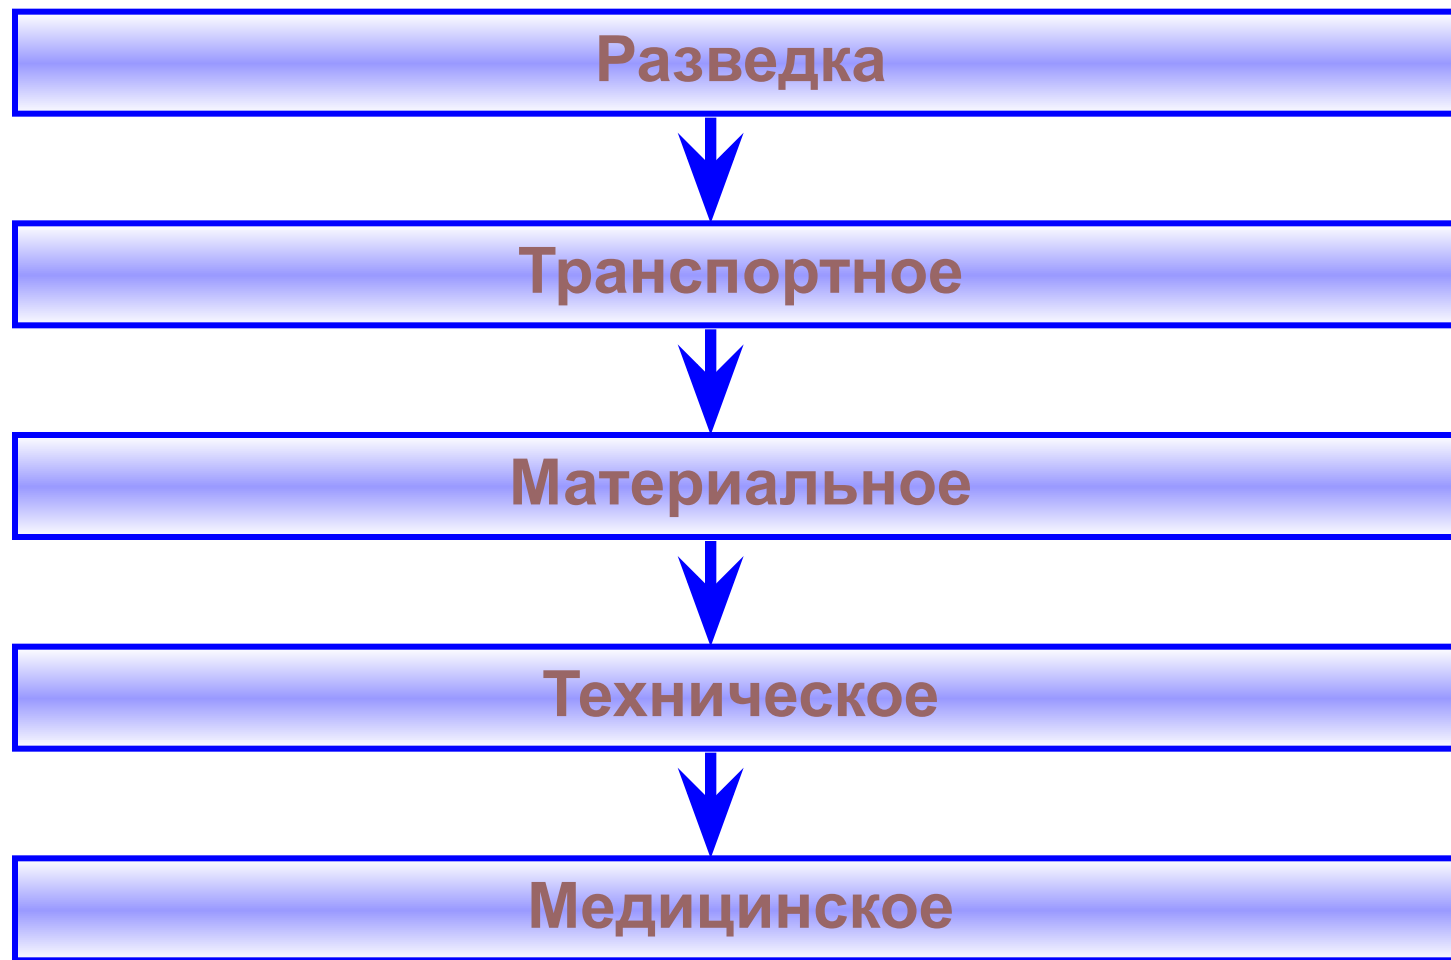 Разведка
Транспортное
Материальное
Техническое
Медицинское